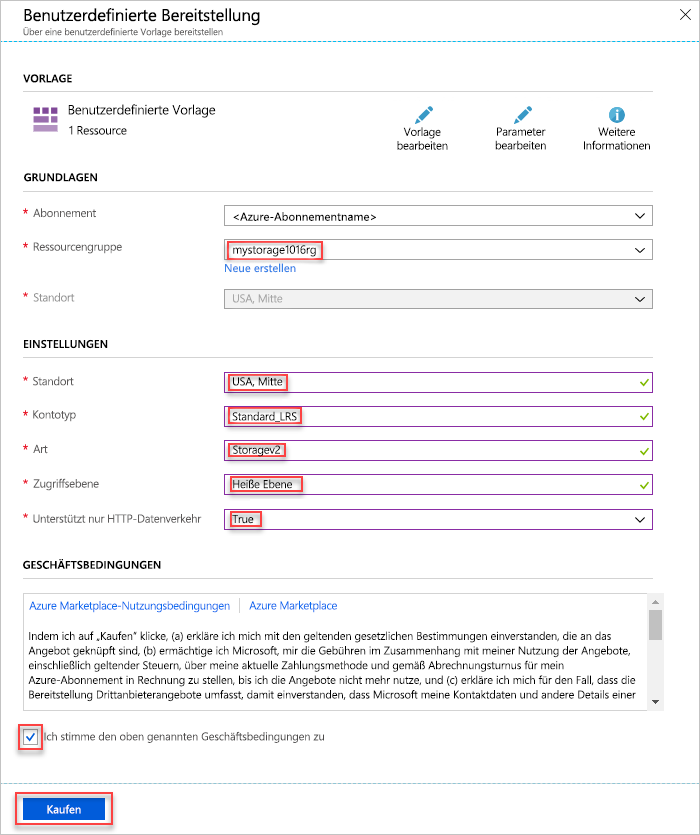 Benutzerdefinierte Bereitstellung
Über eine benutzerdefinierte Vorlage bereitstellen
VORLAGE
Benutzerdefinierte Vorlage
1 Ressource
Vorlage
bearbeiten
Parameter
bearbeiten
Weitere
Informationen
GRUNDLAGEN
* Abonnement
<Azure-Abonnementname>
* Ressourcengruppe
mystorage1016rg
Neue erstellen
* Standort
USA, Mitte
EINSTELLUNGEN
* Standort
USA, Mitte
* Kontotyp
Standard_LRS
* Art
Storagev2
* Zugriffsebene
Heiße Ebene
* Unterstützt nur HTTP-Datenverkehr
True
GESCHÄFTSBEDINGUNGEN
Azure Marketplace-Nutzungsbedingungen | Azure Marketplace
Indem ich auf „Kaufen“ klicke, (a) erkläre ich mich mit den geltenden gesetzlichen Bestimmungen einverstanden, die an das
Angebot geknüpft sind, (b) ermächtige ich Microsoft, mir die Gebühren im Zusammenhang mit meiner Nutzung der Angebote,
einschließlich geltender Steuern, über meine aktuelle Zahlungsmethode und gemäß Abrechnungsturnus für mein
Azure-Abonnement in Rechnung zu stellen, bis ich die Angebote nicht mehr nutze, und (c) erkläre ich mich für den Fall, dass die
Bereitstellung Drittanbieterangebote umfasst, damit einverstanden, dass Microsoft meine Kontaktdaten und andere Details einer
Ich stimme den oben genannten Geschäftsbedingungen zu
Kaufen